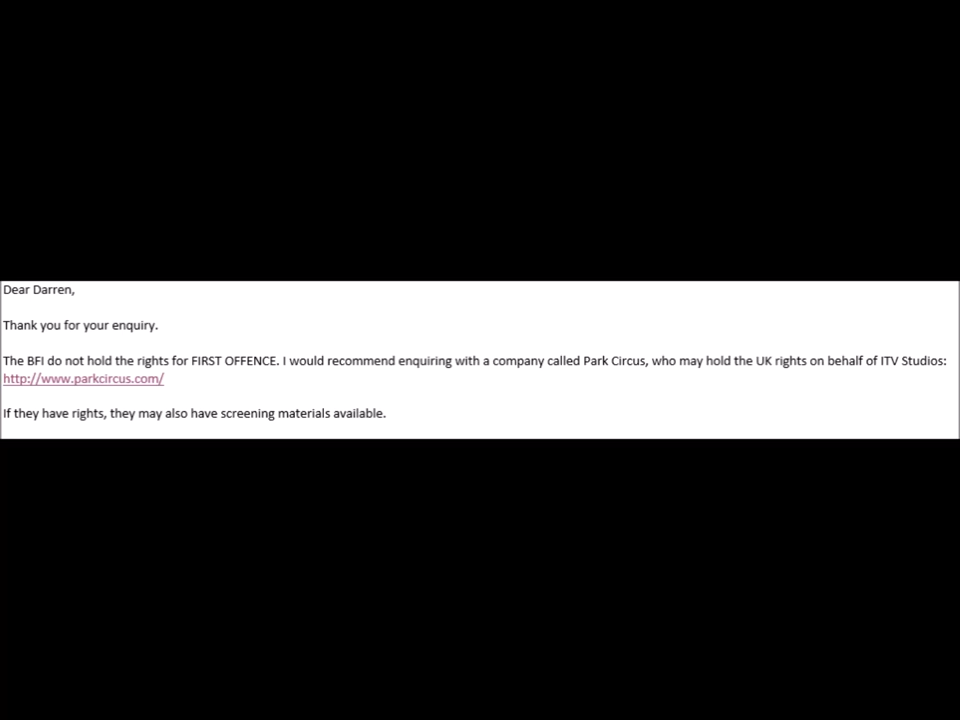 Dear Darren,
Thank you for your enquiry.
The BFI do not hold the rights for FIRST OFFENCE. I would recommend enquiring with a company called Park Circus, who may hold the UK rights on behalf of ITV Studios:
http://www.parkcircus.com/
If they have rights, they may also have screening materials available.